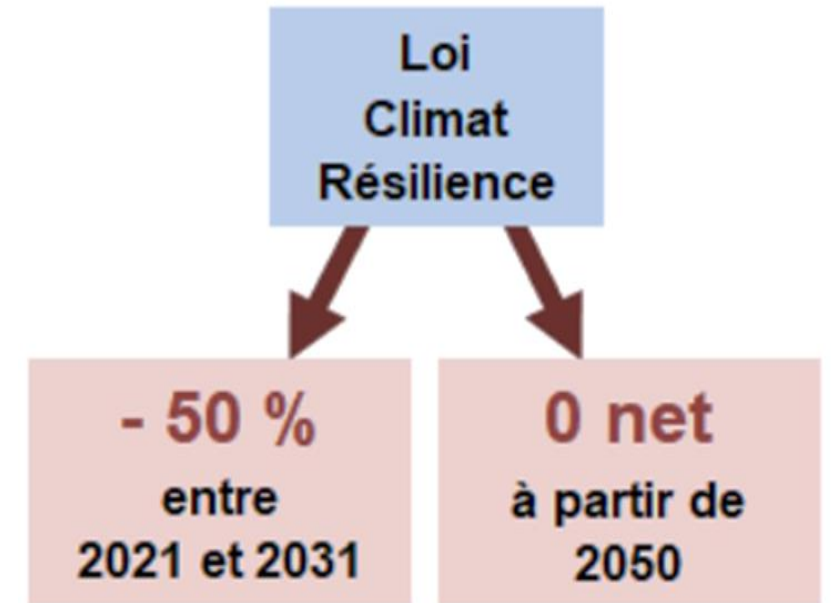 Loi
Climat
Résilience
- 50 %
entre
2021 et 2031
0 net
à partir de
2050